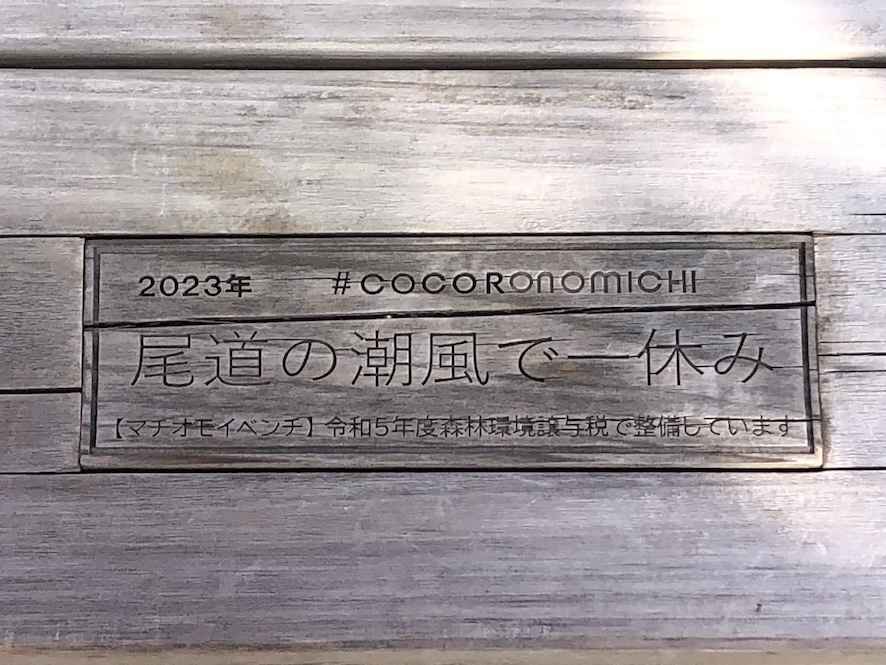 2023年 #COCORONOMICHI
尾道の潮風で一休み
【マチオモイベンチ】令和5年度森林環境譲与税で整備しています